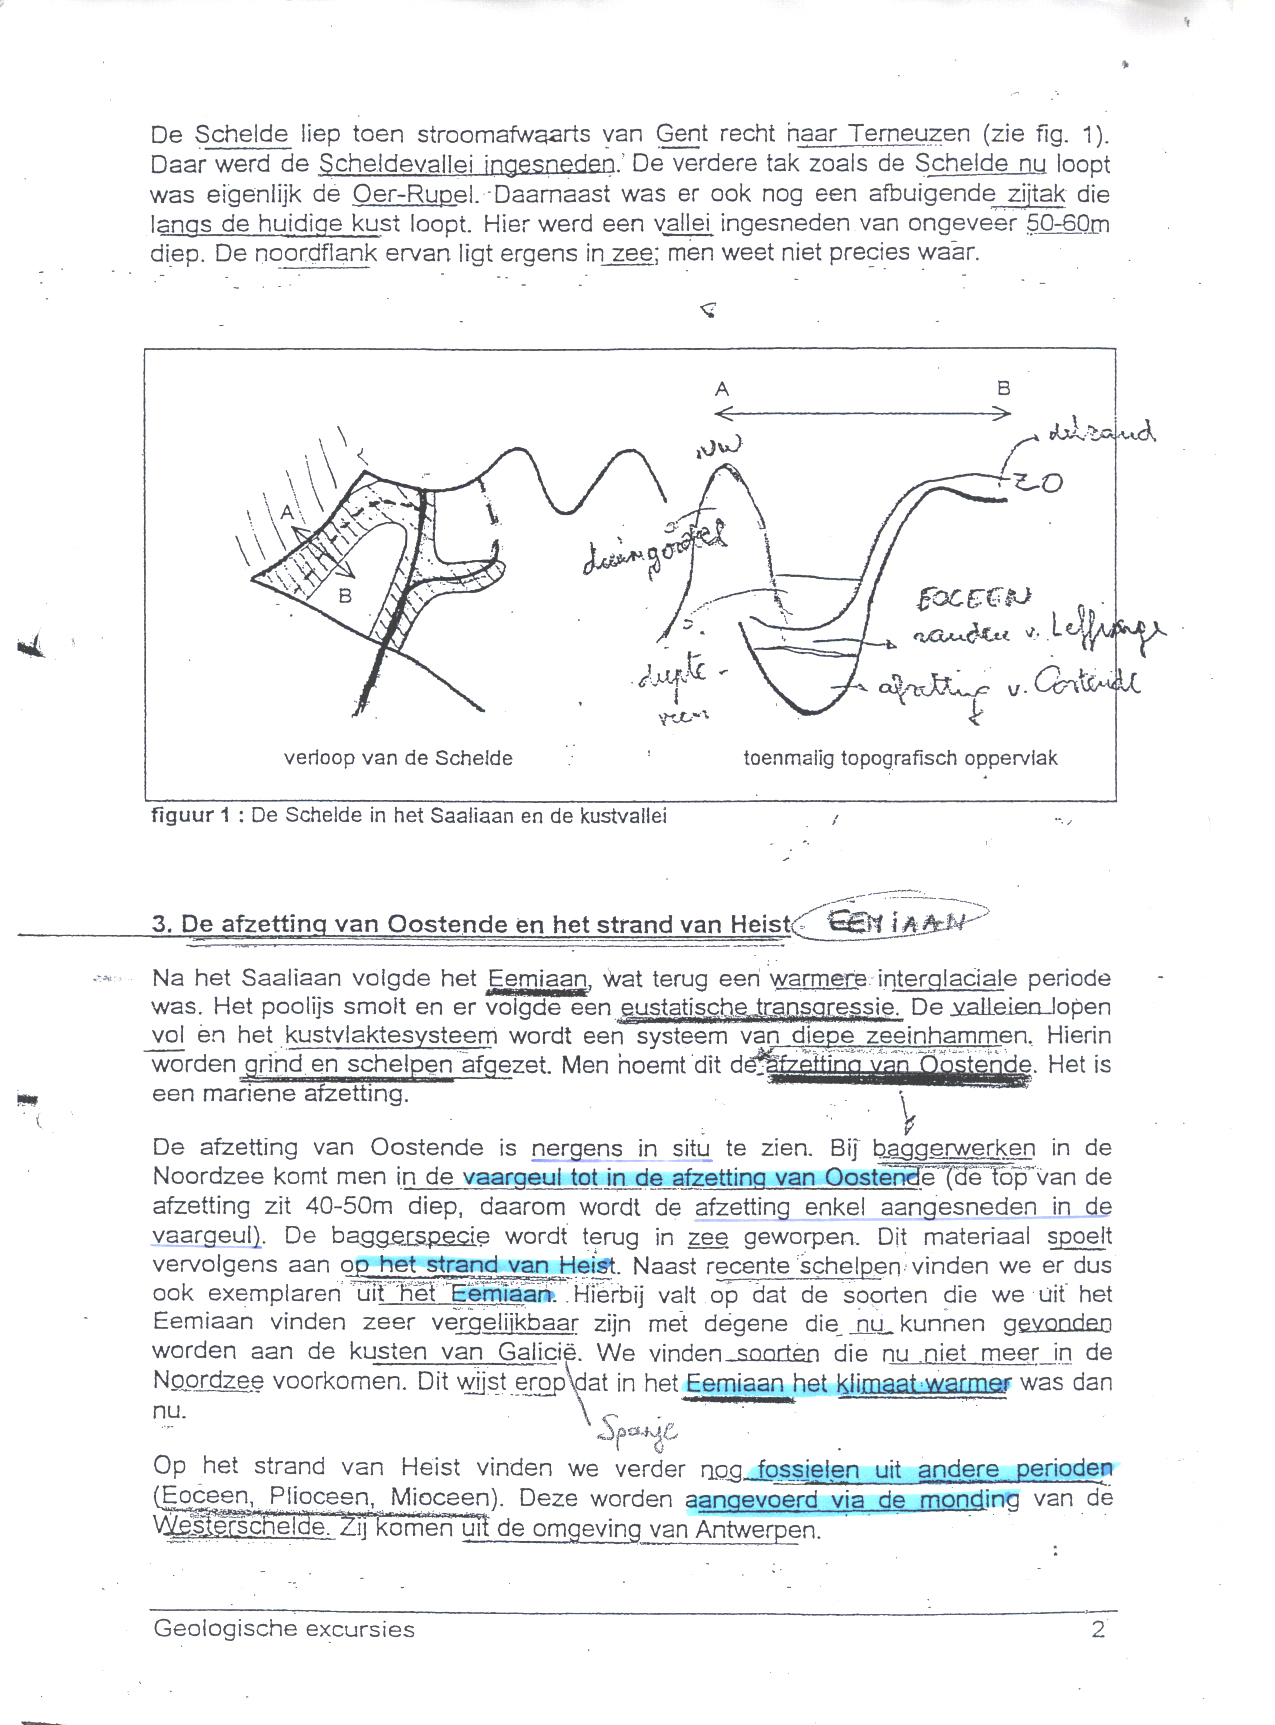 De Schelde liep toen stroomafwaarts van Gent recht naar Terneuzen (zie fig. 1).
Daar werd de Scheldevallei ingesneden. De verdere tak zoals de Schelde nu loopt
was eigenlijk de Oer-Rupel. Daarnaast was er ook nog een afbuigende zijtak die
langs de huidige kust loopt. Hier werd een vallei ingesneden van ongeveer 50-60m
diep. De noordflank ervan ligt ergens in zee; men weet niet precies waar.
A B
NW
dekzand
ZO
A
B
duingordel
EOCEEN
zanden v. Leffinge
diepte-
veen
afzetting v. Oostende
verloop van de Schelde
toenmalig topografisch oppervlak
figuur 1 : De Schelde in het Saaliaan en de kustvallei
3. De afzetting van Oostende en het strand van Heist EEMiAAN
Na het Saaliaan volgde het Eemiaan, wat terug een warmere interglaciale periode
was. Het poolijs smolt en er volgde een eustatische transgressie. De valleien lopen
vol en het kustvlaktesysteem wordt een systeem van diepe zeeinhammen. Hierin
worden grind en schelpen afgezet. Men noemt dit de afzetting van Oostende. Het is
een mariene afzetting.
De afzetting van Oostende is nergens in situ te zien. Bij baggerwerken in de
Noordzee komt men in de vaargeul tot in de afzetting van Oostende (de top van de
afzetting zit 40-50m diep, daarom wordt de afzetting enkel aangesneden in de
vaargeul). De baggerspecie wordt terug in zee geworpen. Dit materiaal spoelt
vervolgens aan op het strand van Heist. Naast recente schelpen vinden we er dus
ook exemplaren uit het Eemiaan. Hierbij valt op dat de soorten die we uit het
Eemiaan vinden zeer vergelijkbaar zijn met degene die nu kunnen gevonden
worden aan de kusten van Galicië. We vinden soorten die nu niet meer in de
Noordzee voorkomen. Dit wijst erop dat in het Eemiaan het klimaat warmer was dan
nu.
Spanje
Op het strand van Heist vinden we verder nog fossielen uit andere perioden
(Eoceen, Plioceen, Mioceen). Deze worden aangevoerd via de monding van de
Westerschelde. Zij komen uit de omgeving van Antwerpen.
Geologische excursies 2